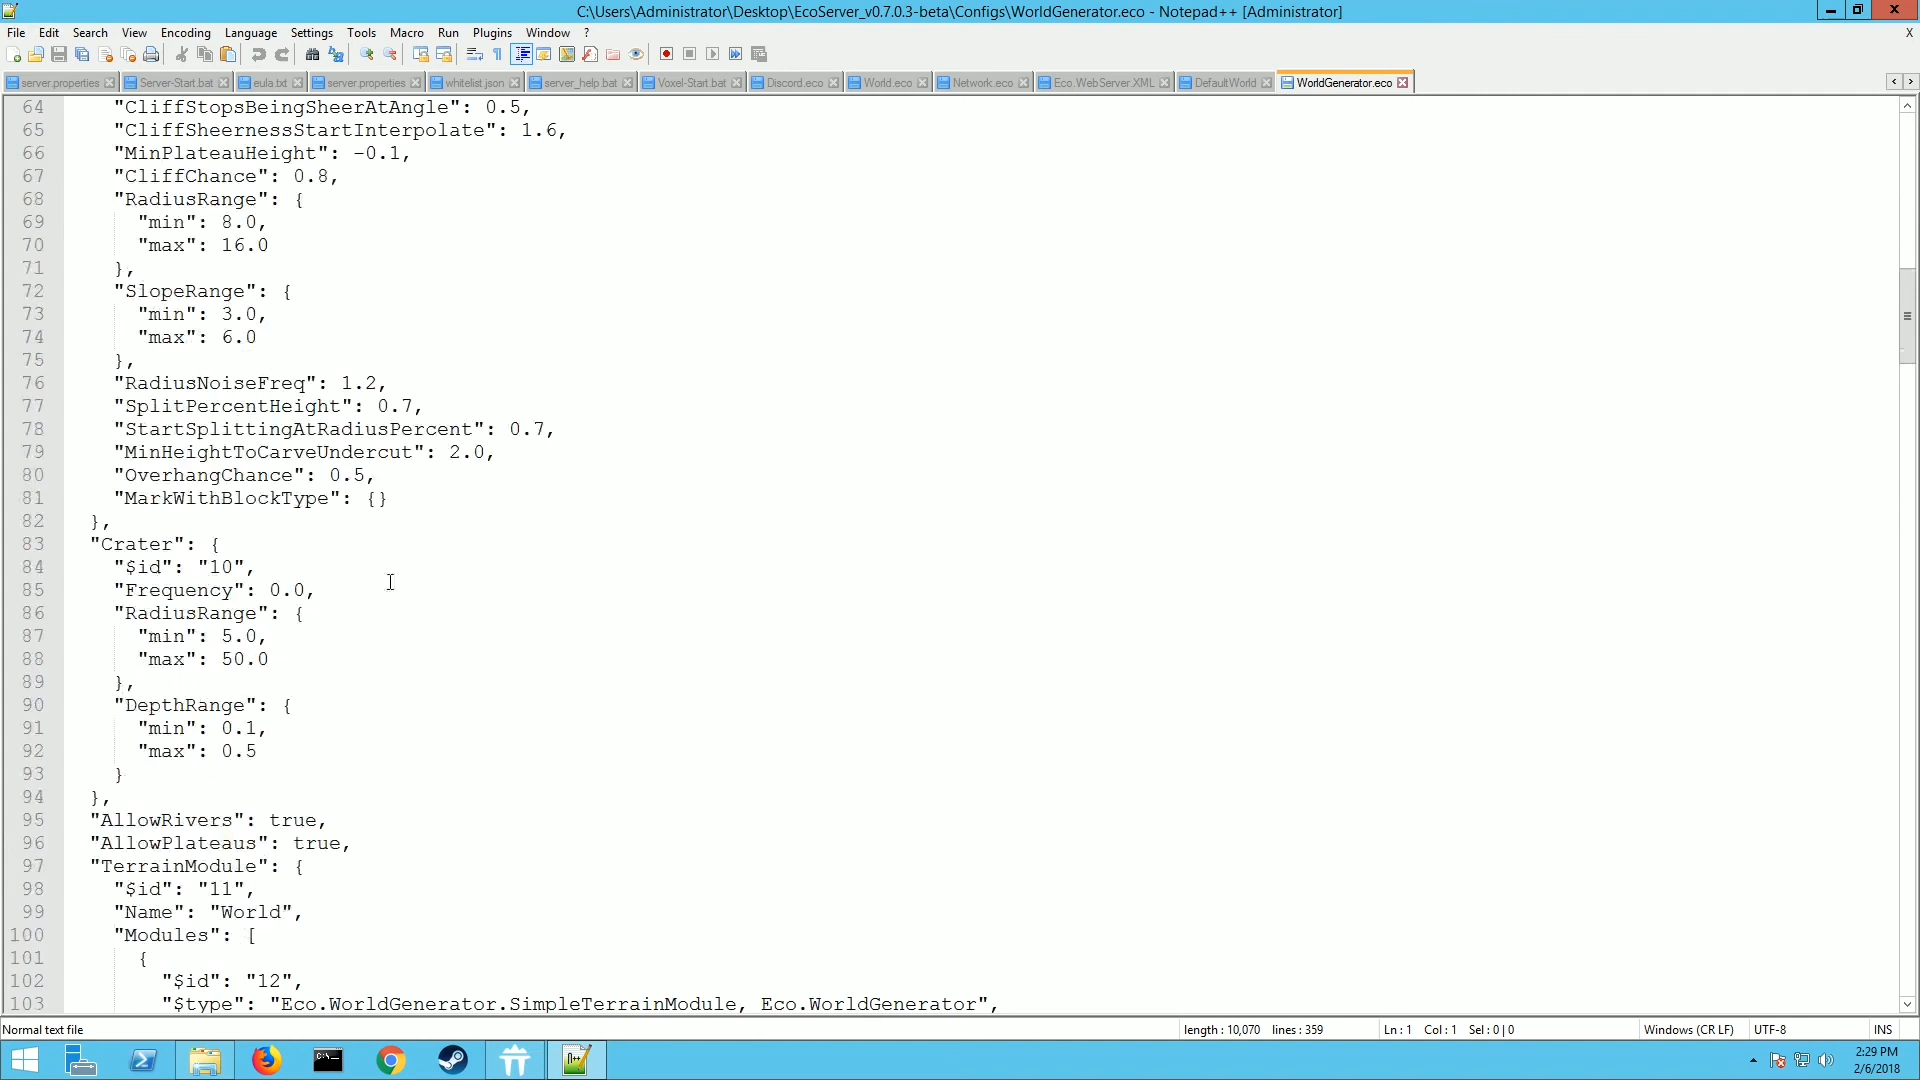 C:\Users\Administrator\Desktop\EcoServer_v0.7.0.3-beta\Configs\WorldGenerator.eco - Notepad++ [Administrator]
File Edit Search View Encoding Language Settings Tools Macro Run Plugins Window ? X
server.properties Server-Start.bat eula.txt server.properties whitelist.json server_help.bat Voxel-Start.bat Discord.eco World.eco Network.eco Eco.WebServer.XML DefaultWorld WorldGenerator.eco
64 "CliffStopsBeingSheerAtAngle": 0.5,
65 "CliffSheernessStartInterpolate": 1.6,
66 "MinPlateauHeight": -0.1,
67 "CliffChance": 0.8,
68 "RadiusRange": {
69 "min": 8.0,
70 "max": 16.0
71 },
72 "SlopeRange": {
73 "min": 3.0,
74 "max": 6.0
75 },
76 "RadiusNoiseFreq": 1.2,
77 "SplitPercentHeight": 0.7,
78 "StartSplittingAtRadiusPercent": 0.7,
79 "MinHeightToCarveUndercut": 2.0,
80 "OverhangChance": 0.5,
81 "MarkWithBlockType": {}
82 },
83 "Crater": {
84 "$id": "10",
85 "Frequency": 0.0,
86 "RadiusRange": {
87 "min": 5.0,
88 "max": 50.0
89 },
90 "DepthRange": {
91 "min": 0.1,
92 "max": 0.5
93 }
94 },
95 "AllowRivers": true,
96 "AllowPlateaus": true,
97 "TerrainModule": {
98 "$id": "11",
99 "Name": "World",
100 "Modules": [
101 {
102 "$id": "12",
103 "$type": "Eco.WorldGenerator.SimpleTerrainModule, Eco.WorldGenerator",
Normal text file length : 10,070 lines : 359 Ln : 1 Col : 1 Sel : 0 | 0 Windows (CR LF) UTF-8 INS
2:29 PM
2/6/2018